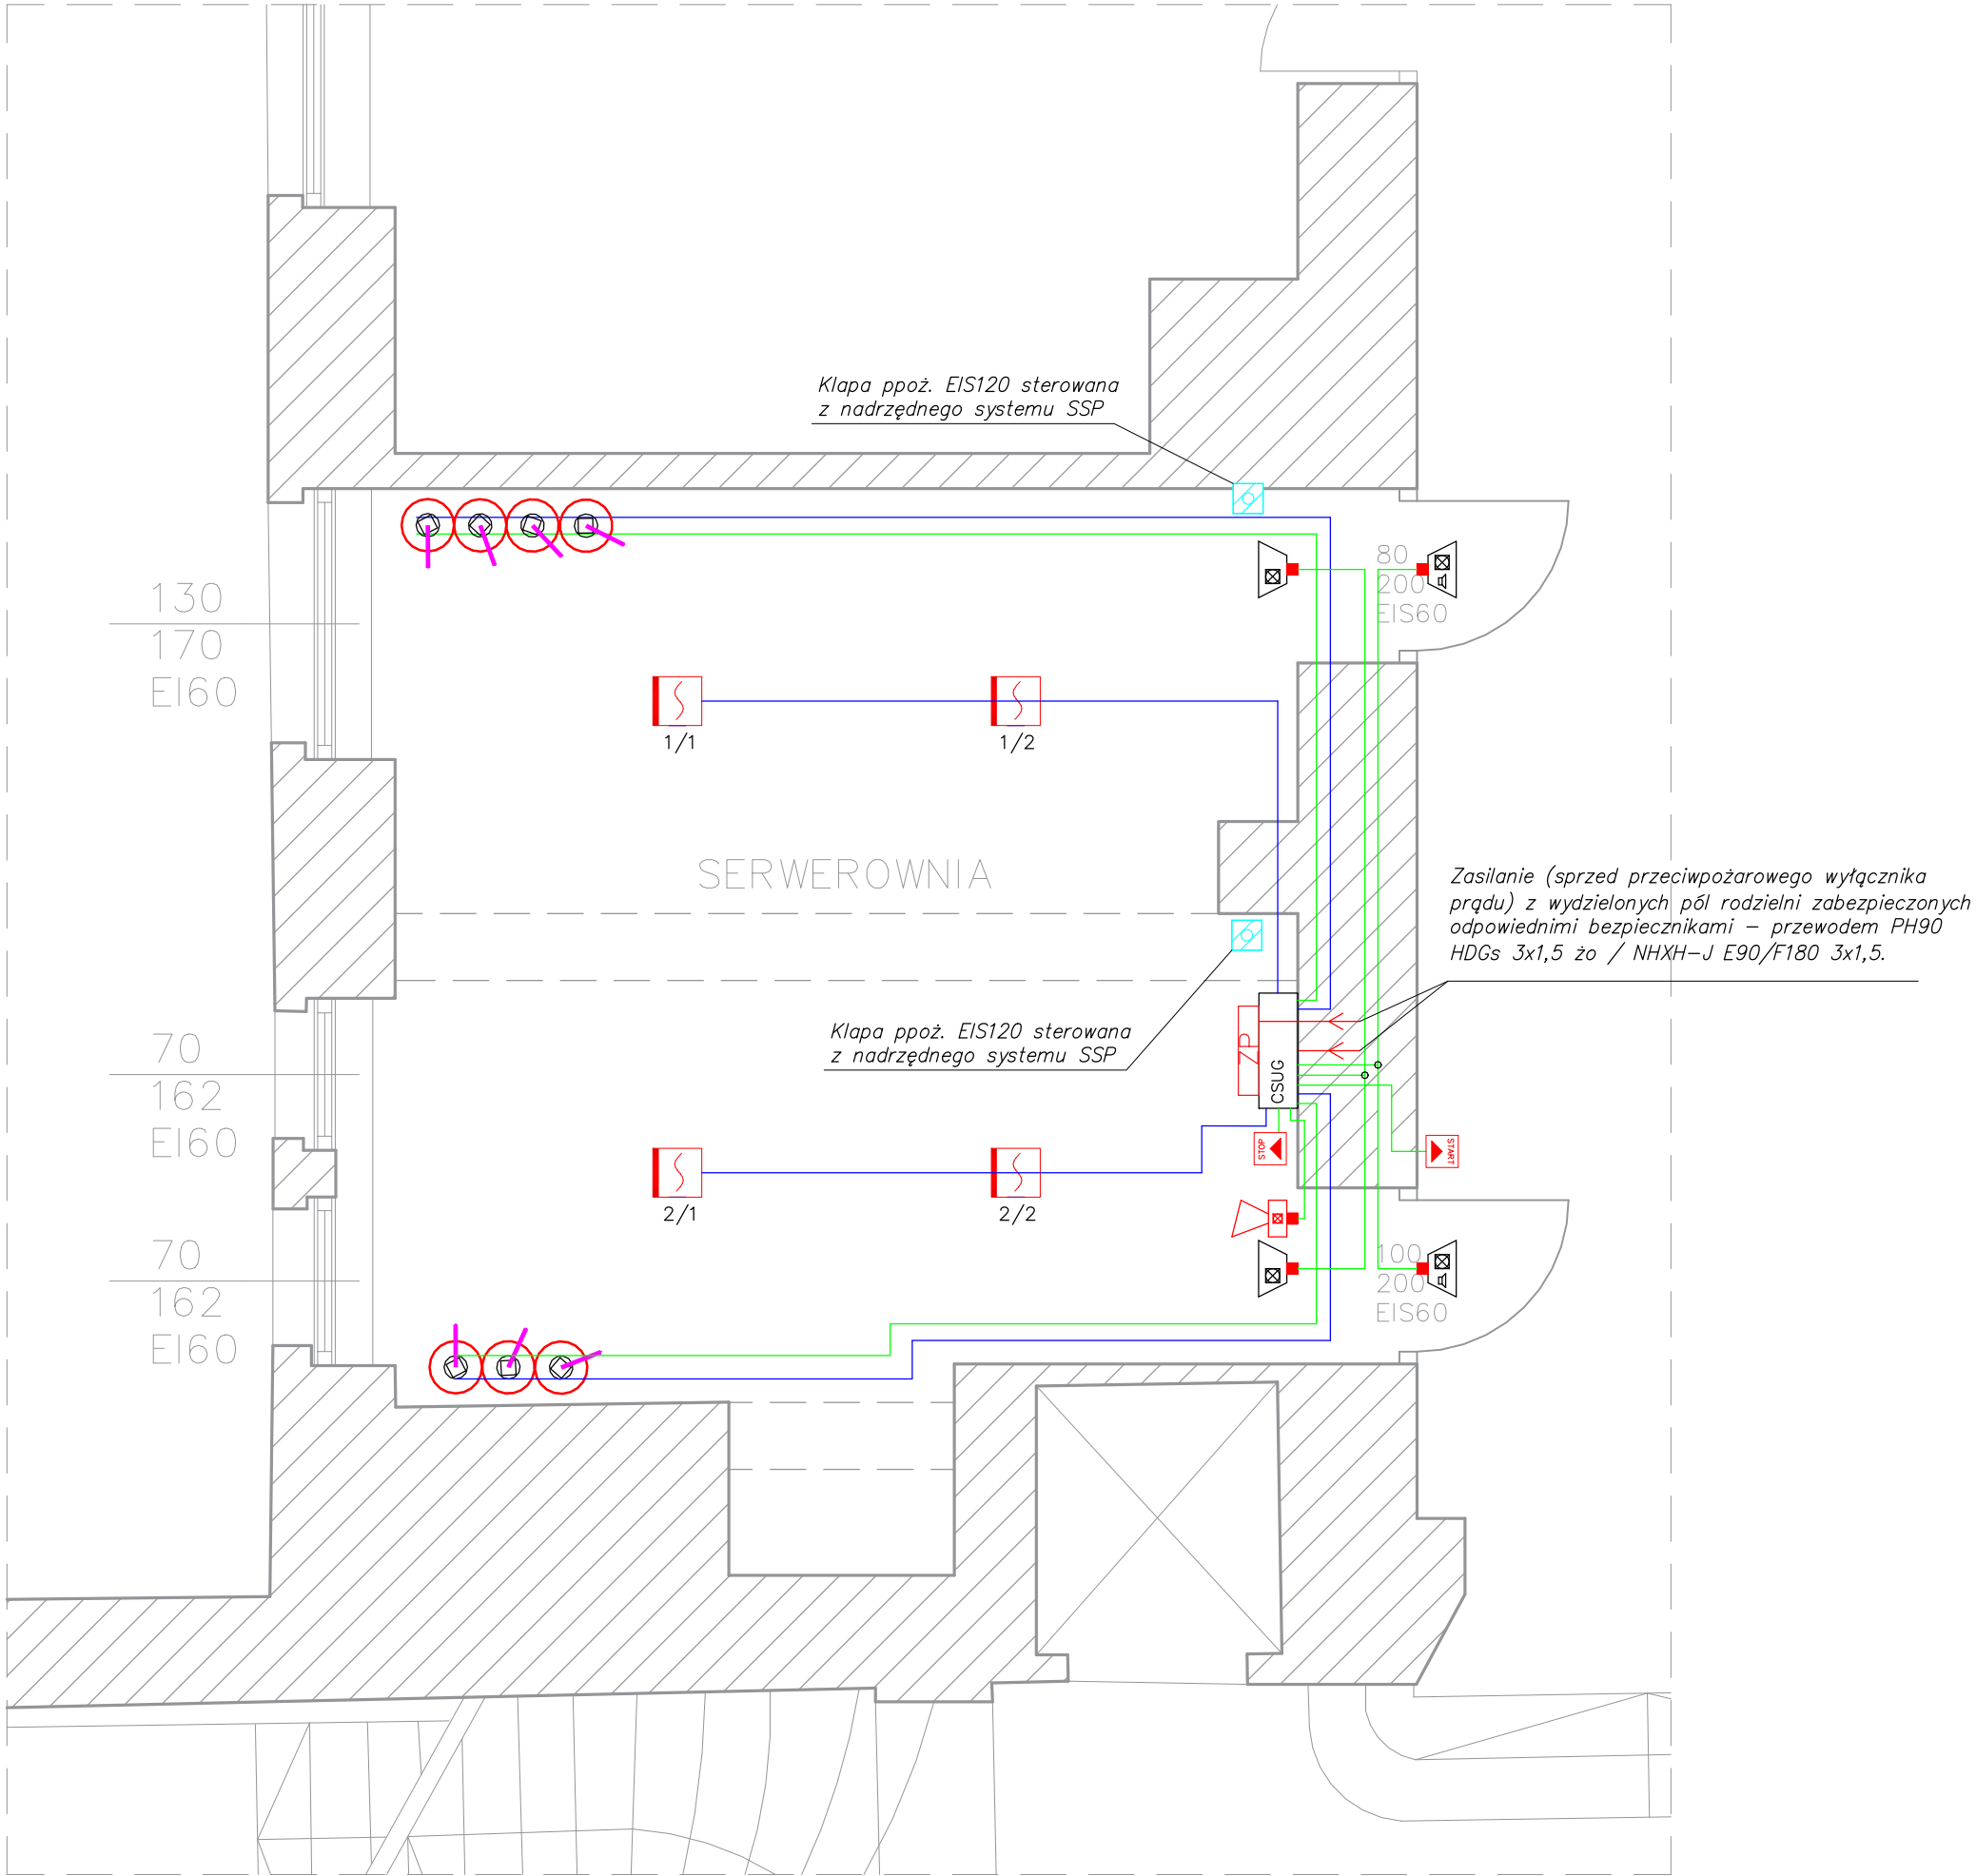 Klapa ppoż. EIS120 sterowana
z nadrzędnego systemu SSP
80
200
EIS60
130
170
EI60
1/1
1/2
SERWEROWNIA
Zasilanie (sprzed przeciwpożarowego wyłącznika
prądu) z wydzielonych pól rodzielni zabezpieczonych
odpowiednimi bezpiecznikami – przewodem PH90
HDGs 3x1,5 żo / NHXH-J E90/F180 3x1,5.
Klapa ppoż. EIS120 sterowana
z nadrzędnego systemu SSP
ZP
CSUG
70
162
EI60
STOP
START
2/1
2/2
70
162
EI60
100
200
EIS60